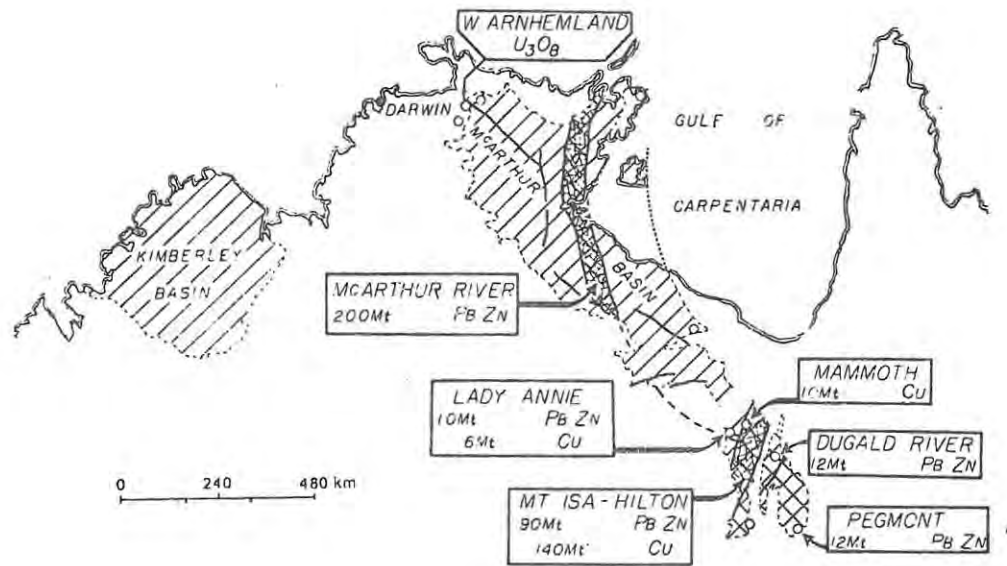 W ARNHEMLAND
U3O8
DARWIN
GULF OF
CARPENTARIA
McARTHUR
BASIN
KIMBERLEY
BASIN
McARTHUR RIVER
200Mt PB ZN
MAMMOTH
10Mt Cu
LADY ANNIE
10Mt PB ZN
6Mt Cu
DUGALD RIVER
12Mt PB ZN
0 240 480 km
MT ISA-HILTON
90Mt PB ZN
140Mt Cu
PEGMONT
12Mt PB ZN